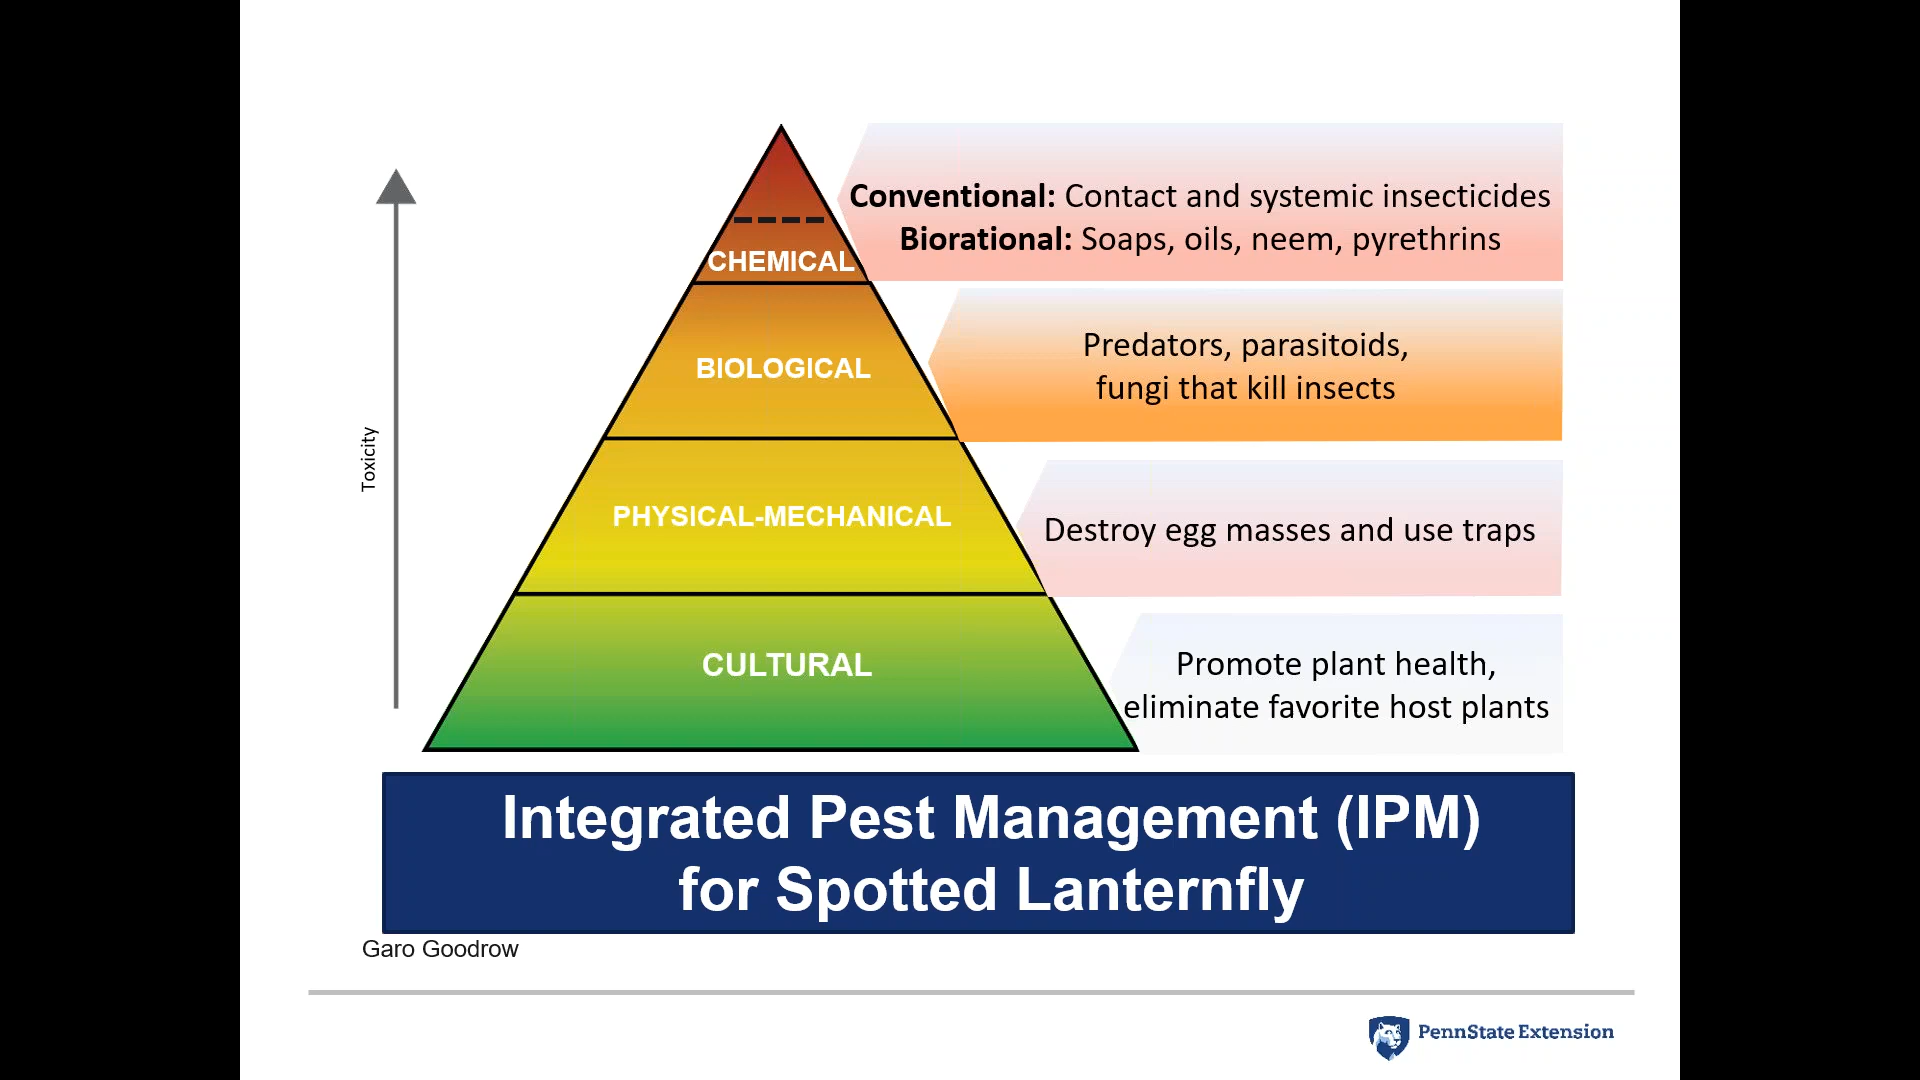 Conventional: Contact and systemic insecticides
Biorational: Soaps, oils, neem, pyrethrins
CHEMICAL
Predators, parasitoids,
fungi that kill insects
BIOLOGICAL
Toxicity
PHYSICAL-MECHANICAL
Destroy egg masses and use traps
CULTURAL
Promote plant health,
eliminate favorite host plants
Integrated Pest Management (IPM)
for Spotted Lanternfly
Garo Goodrow
PennState Extension